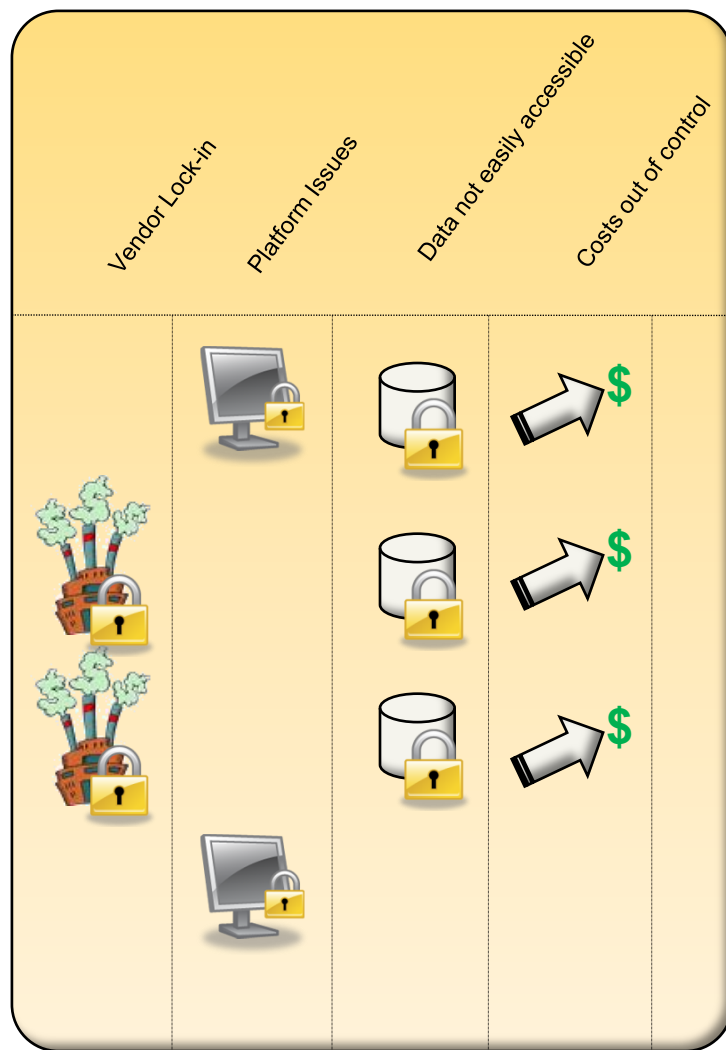 Vendor Lock-in
Platform Issues
Data not easily accessible
Costs out of control
$
$
$